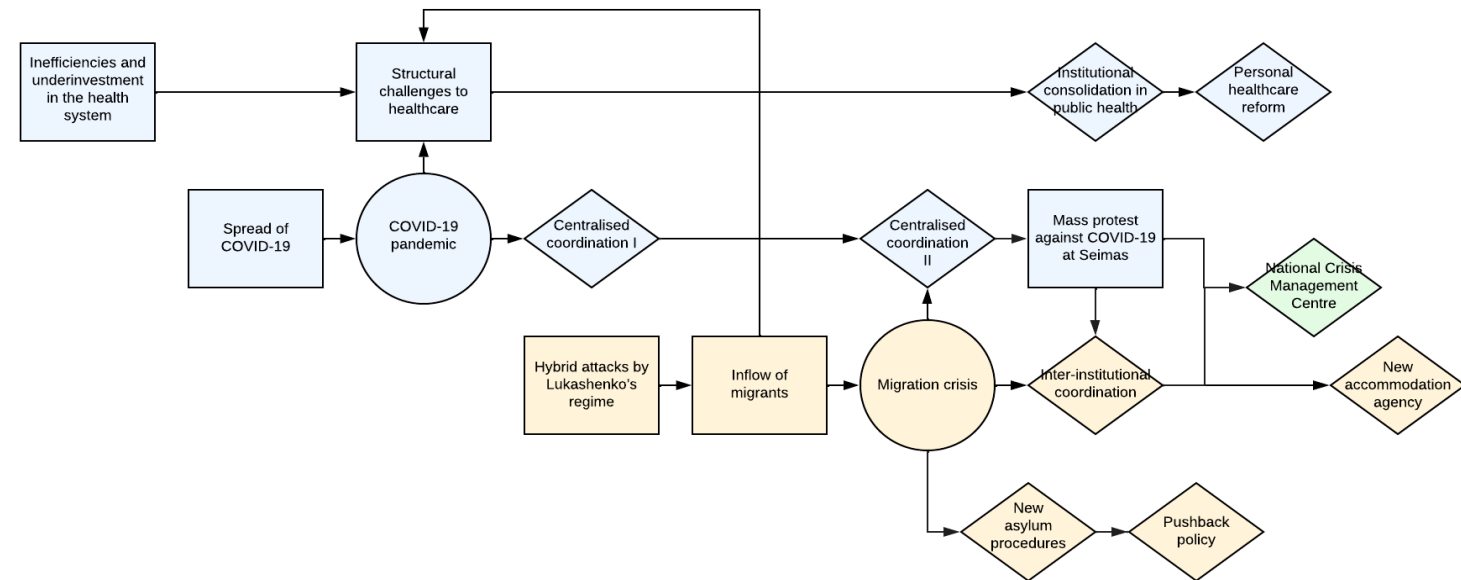 Inefficiencies and
underinvestment
in the health
system
Structural
challenges to
healthcare
Institutional
consolidation in
public health
Personal
healthcare
reform
Spread of
COVID-19
COVID-19
pandemic
Centralised
coordination I
Centralised
coordination
II
Mass protest
against COVID-19
at Seimas
National Crisis
Management
Centre
Hybrid attacks by
Lukashenko's
regime
Inflow of
migrants
Migration crisis
Inter-institutional
coordination
New
accommodation
agency
New
asylum
procedures
Pushback
policy